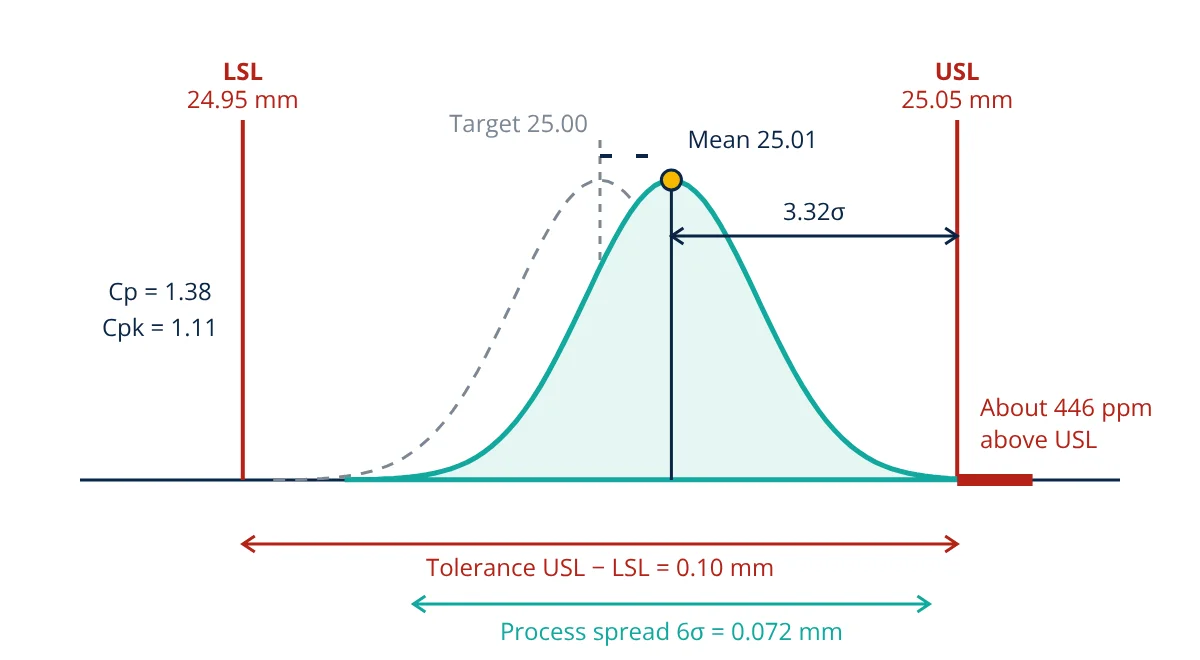 LSL
24.95 mm
USL
25.05 mm
Target 25.00
Mean 25.01
3.32σ
Cp = 1.38
Cpk = 1.11
About 446 ppm
above USL
Tolerance USL − LSL = 0.10 mm
Process spread 6σ = 0.072 mm